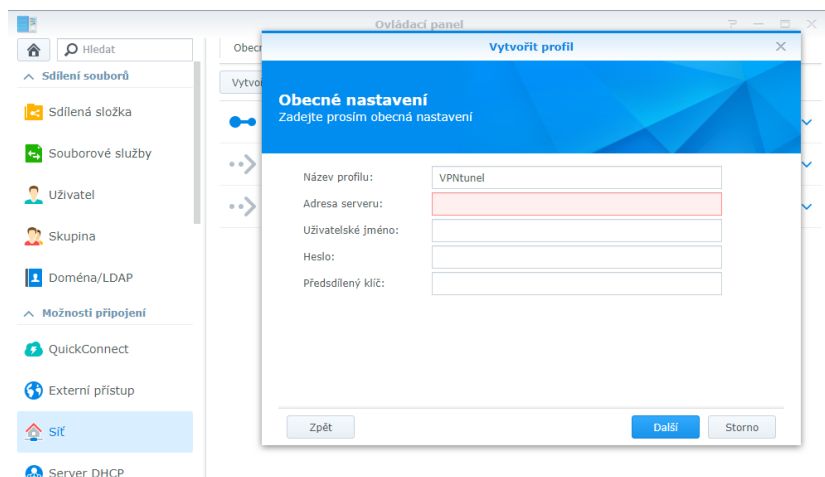 Ovládací panel
Hledat
Sdílení souborů
Sdílená složka
Souborové služby
Uživatel
Skupina
Doména/LDAP
Možnosti připojení
QuickConnect
Externí přístup
Síť
Server DHCP
Vytvořit profil
Obecné nastavení
Zadejte prosím obecná nastavení
Název profilu: VPNtunel
Adresa serveru:
Uživatelské jméno:
Heslo:
Předsdílený klíč:
Zpět
Další
Storno